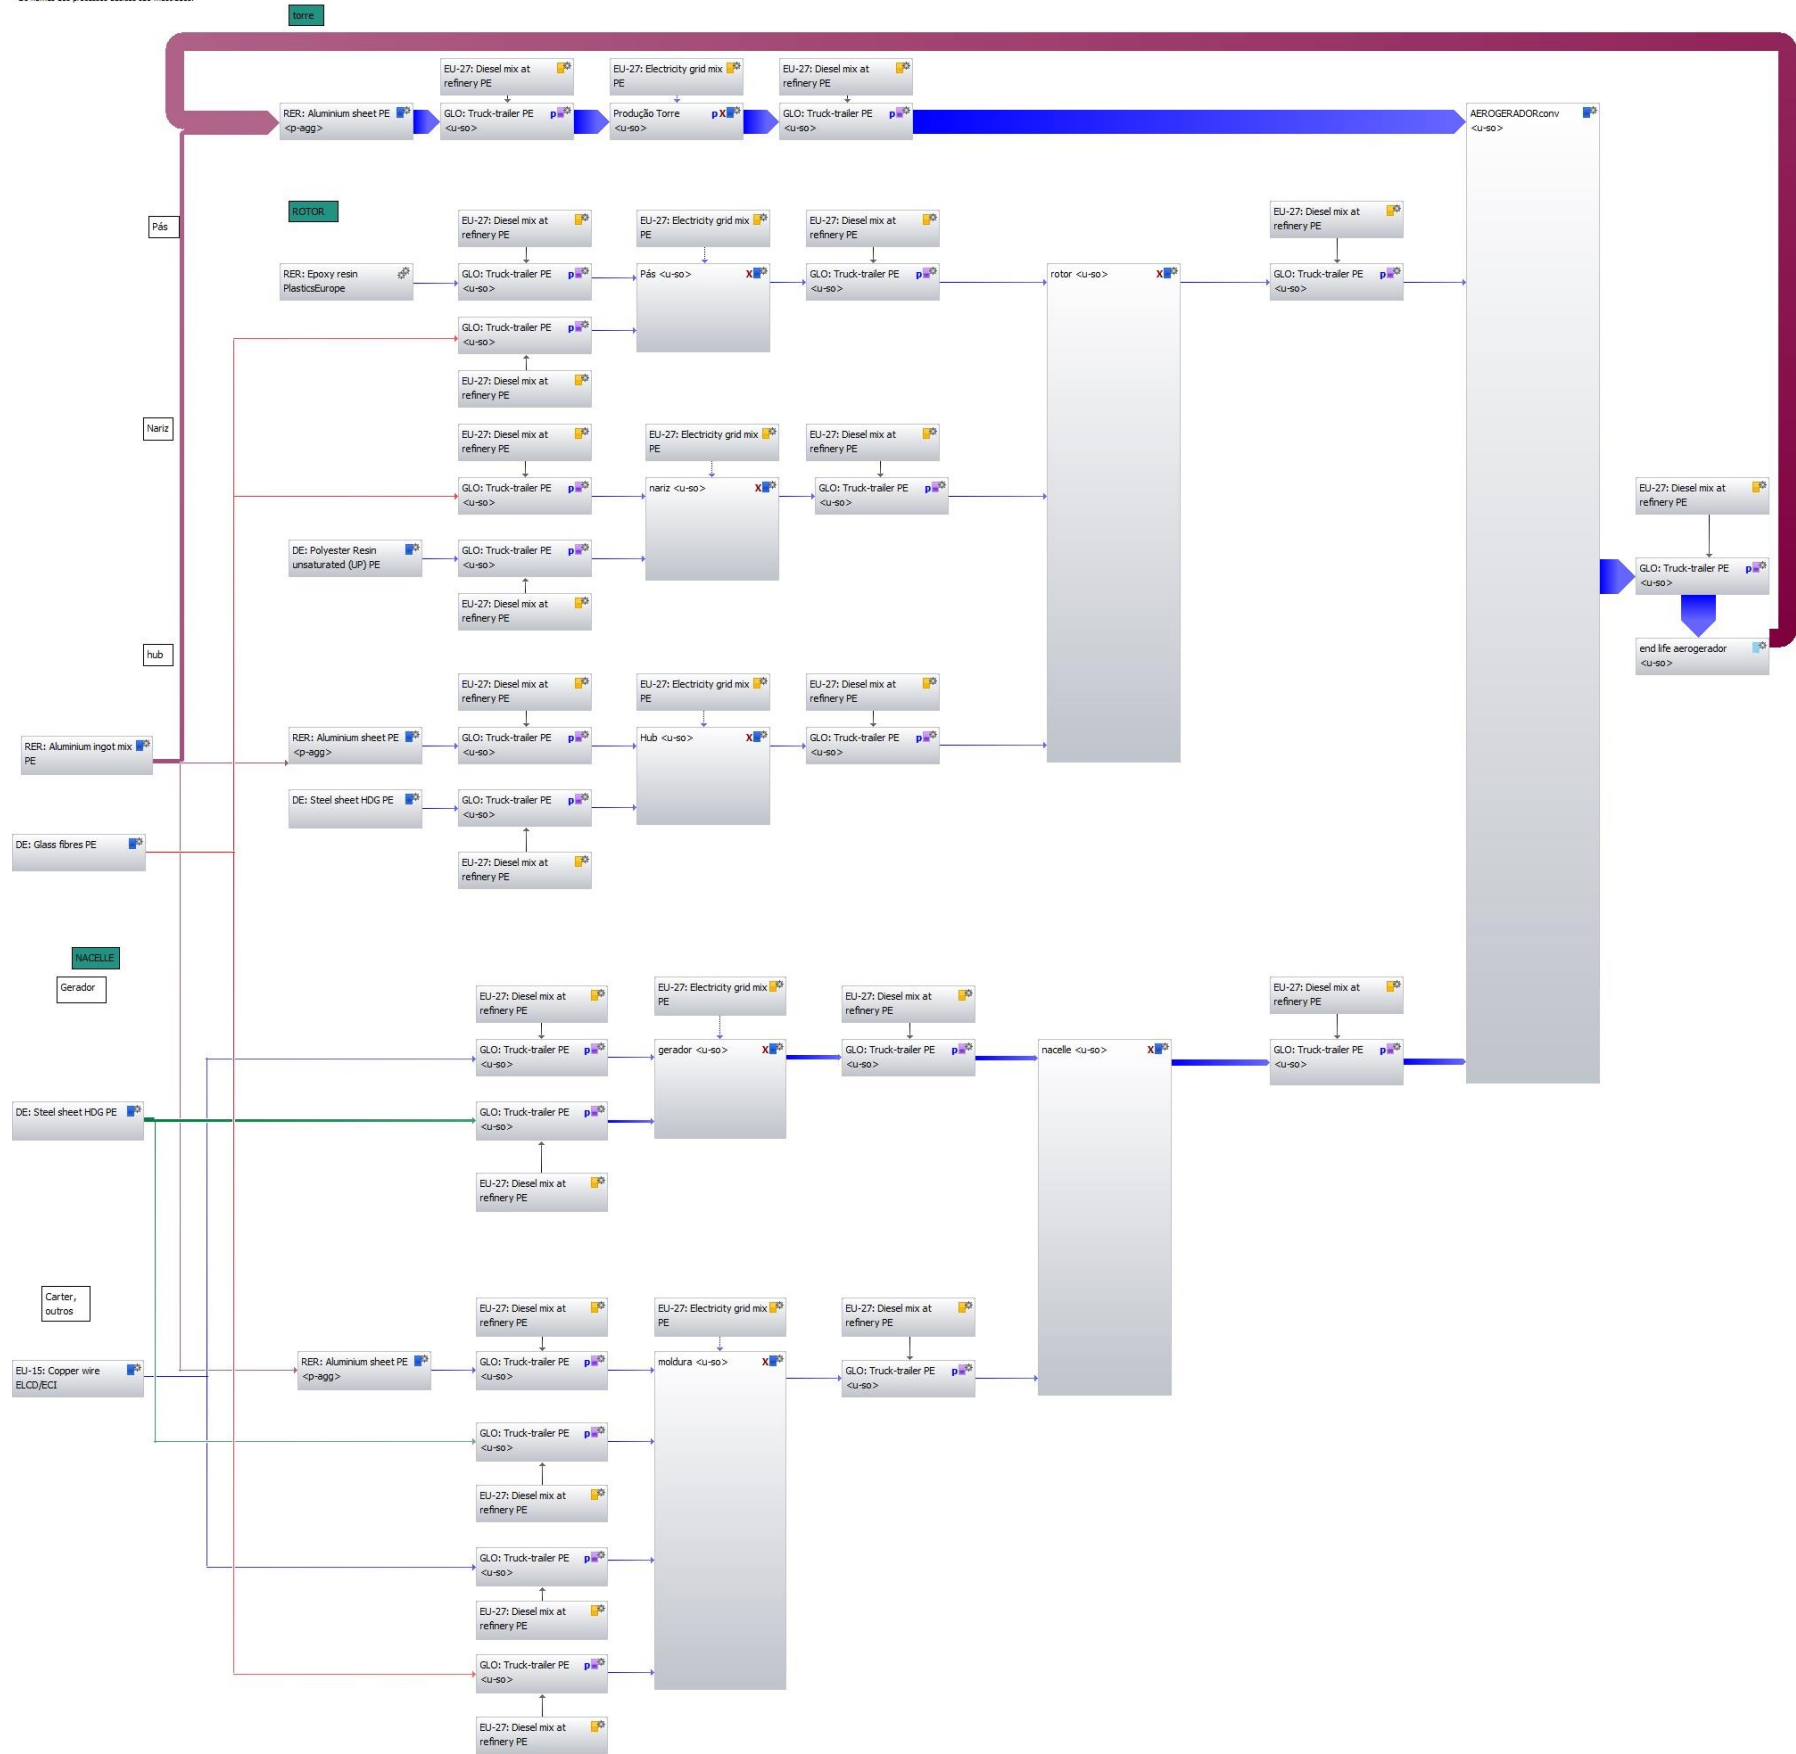 torre
EU-27: Diesel mix at
refinery PE
EU-27: Electricity grid mix
PE
EU-27: Diesel mix at
refinery PE
RER: Aluminium sheet PE
<p-agg>
GLO: Truck-trailer PE
<u-so>
Produção Torre
<u-so>
GLO: Truck-trailer PE
<u-so>
AEROGERADORconv
<u-so>
Pás
ROTOR
EU-27: Diesel mix at
refinery PE
EU-27: Electricity grid mix
PE
EU-27: Diesel mix at
refinery PE
EU-27: Diesel mix at
refinery PE
RER: Epoxy resin
PlasticsEurope
GLO: Truck-trailer PE
<u-so>
Pás <u-so>
GLO: Truck-trailer PE
<u-so>
rotor <u-so>
GLO: Truck-trailer PE
<u-so>
GLO: Truck-trailer PE
<u-so>
EU-27: Diesel mix at
refinery PE
Nariz
EU-27: Diesel mix at
refinery PE
EU-27: Electricity grid mix
PE
EU-27: Diesel mix at
refinery PE
GLO: Truck-trailer PE
<u-so>
nariz <u-so>
GLO: Truck-trailer PE
<u-so>
EU-27: Diesel mix at
refinery PE
DE: Polyester Resin
unsaturated (UP) PE
GLO: Truck-trailer PE
<u-so>
GLO: Truck-trailer PE
<u-so>
EU-27: Diesel mix at
refinery PE
hub
end life aerogerador
<u-so>
EU-27: Diesel mix at
refinery PE
EU-27: Electricity grid mix
PE
EU-27: Diesel mix at
refinery PE
RER: Aluminium ingot mix
PE
RER: Aluminium sheet PE
<p-agg>
GLO: Truck-trailer PE
<u-so>
Hub <u-so>
GLO: Truck-trailer PE
<u-so>
DE: Steel sheet HDG PE
GLO: Truck-trailer PE
<u-so>
DE: Glass fibres PE
EU-27: Diesel mix at
refinery PE
NACELLE
Gerador
EU-27: Diesel mix at
refinery PE
EU-27: Electricity grid mix
PE
EU-27: Diesel mix at
refinery PE
EU-27: Diesel mix at
refinery PE
GLO: Truck-trailer PE
<u-so>
gerador <u-so>
GLO: Truck-trailer PE
<u-so>
nacelle <u-so>
GLO: Truck-trailer PE
<u-so>
DE: Steel sheet HDG PE
GLO: Truck-trailer PE
<u-so>
EU-27: Diesel mix at
refinery PE
Carter,
outros
EU-27: Diesel mix at
refinery PE
EU-27: Electricity grid mix
PE
EU-27: Diesel mix at
refinery PE
EU-15: Copper wire
ELCD/ECI
RER: Aluminium sheet PE
<p-agg>
GLO: Truck-trailer PE
<u-so>
moldura <u-so>
GLO: Truck-trailer PE
<u-so>
GLO: Truck-trailer PE
<u-so>
EU-27: Diesel mix at
refinery PE
GLO: Truck-trailer PE
<u-so>
EU-27: Diesel mix at
refinery PE
GLO: Truck-trailer PE
<u-so>
EU-27: Diesel mix at
refinery PE